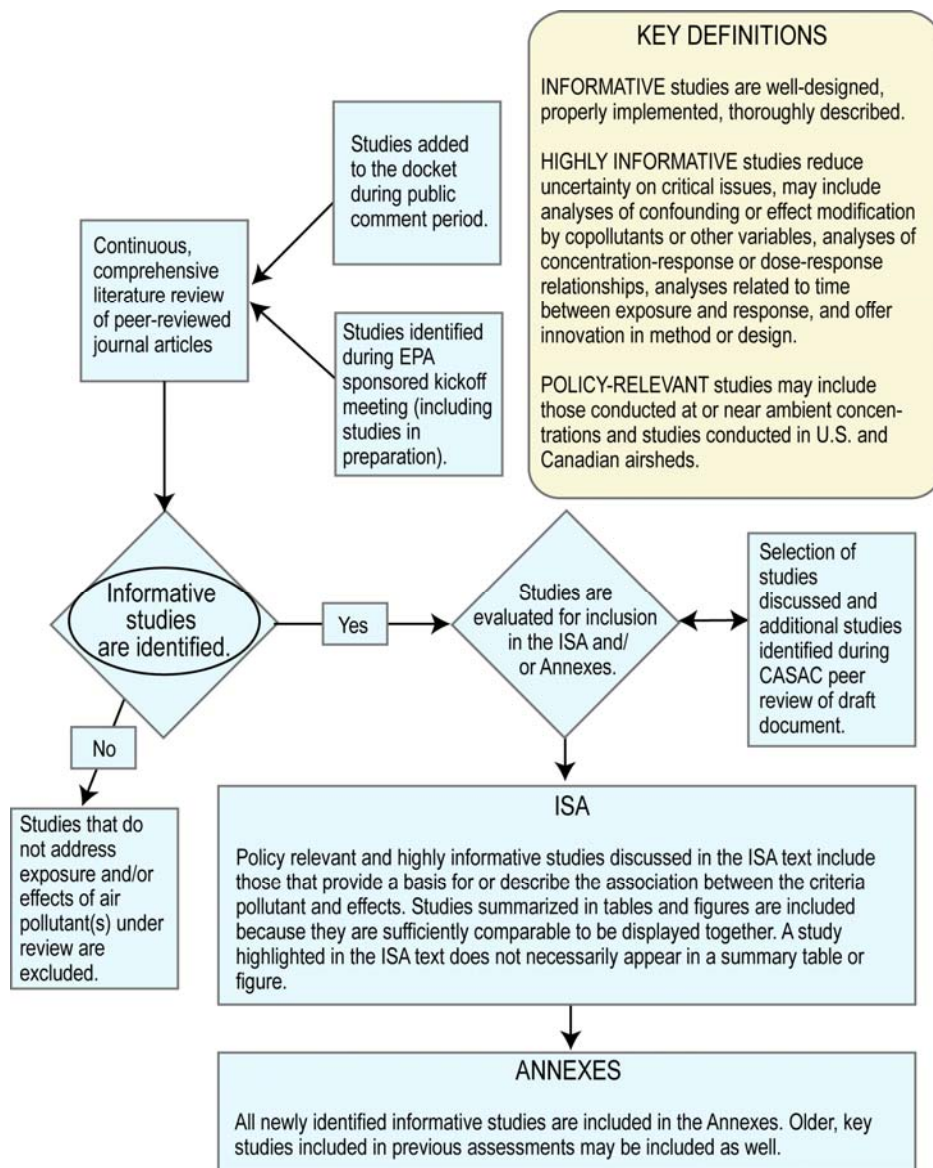 KEY DEFINITIONS
INFORMATIVE studies are well-designed,
properly implemented, thoroughly described.
HIGHLY INFORMATIVE studies reduce
uncertainty on critical issues, may include
analyses of confounding or effect modification
by copollutants or other variables, analyses of
concentration-response or dose-response
relationships, analyses related to time
between exposure and response, and offer
innovation in method or design.
POLICY-RELEVANT studies may include
those conducted at or near ambient concen-
trations and studies conducted in U.S. and
Canadian airsheds.
Studies added
to the docket
during public
comment period.
Continuous,
comprehensive
literature review
of peer-reviewed
journal articles
Studies identified
during EPA
sponsored kickoff
meeting (including
studies in
preparation).
Informative
studies
are identified.
Yes
Studies are
evaluated for inclusion
in the ISA and/
or Annexes.
Selection of
studies
discussed and
additional studies
identified during
CASAC peer
review of draft
document.
No
Studies that do
not address
exposure and/or
effects of air
pollutant(s) under
review are
excluded.
ISA
Policy relevant and highly informative studies discussed in the ISA text include
those that provide a basis for or describe the association between the criteria
pollutant and effects. Studies summarized in tables and figures are included
because they are sufficiently comparable to be displayed together. A study
highlighted in the ISA text does not necessarily appear in a summary table or
figure.
ANNEXES
All newly identified informative studies are included in the Annexes. Older, key
studies included in previous assessments may be included as well.